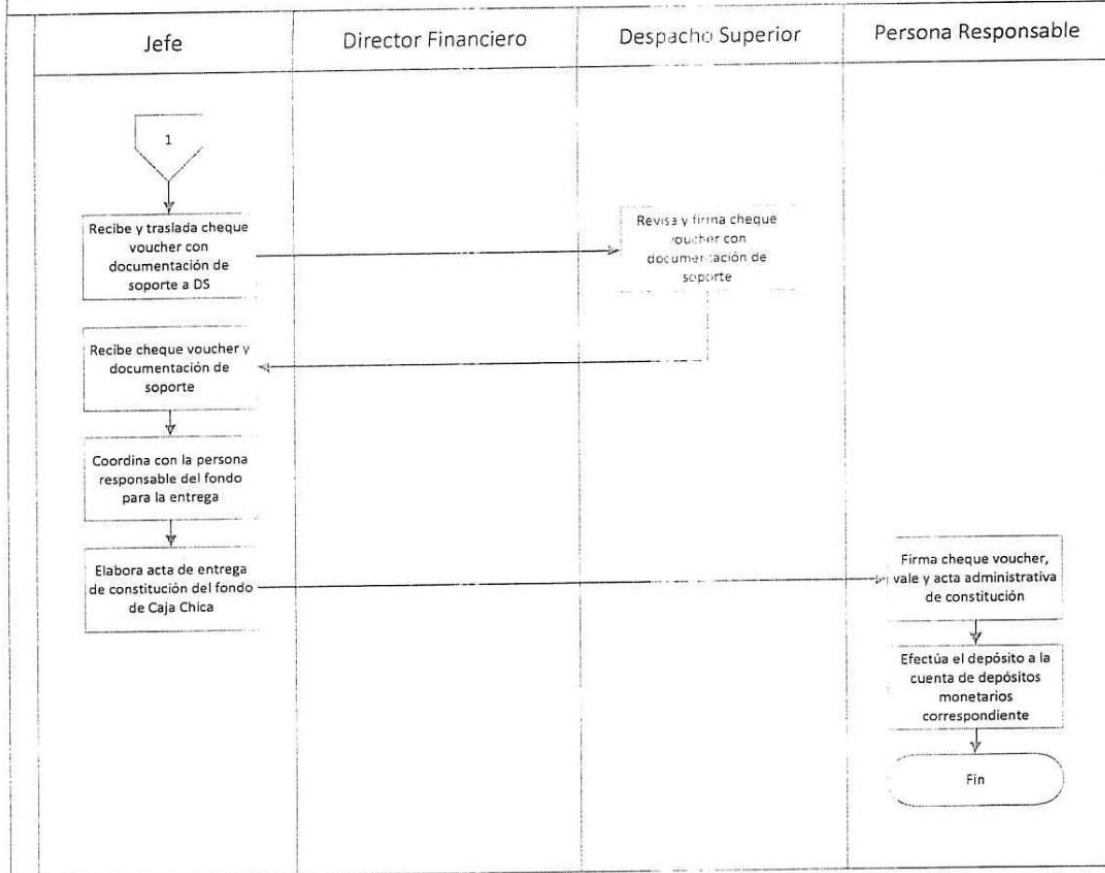 Jefe
Director Financiero
Despacho Superior
Persona Responsable
1
Recibe y traslada cheque
voucher con
documentación de
soporte a DS
Revisa y firma cheque
voucher con
documentación de
soporte
Recibe cheque voucher y
documentación de
soporte
Coordina con la persona
responsable del fondo
para la entrega
Elabora acta de entrega
de constitución del fondo
de Caja Chica
Firma cheque voucher,
vale y acta administrativa
de constitución
Efectúa el depósito a la
cuenta de depósitos
monetarios
correspondiente
Fin